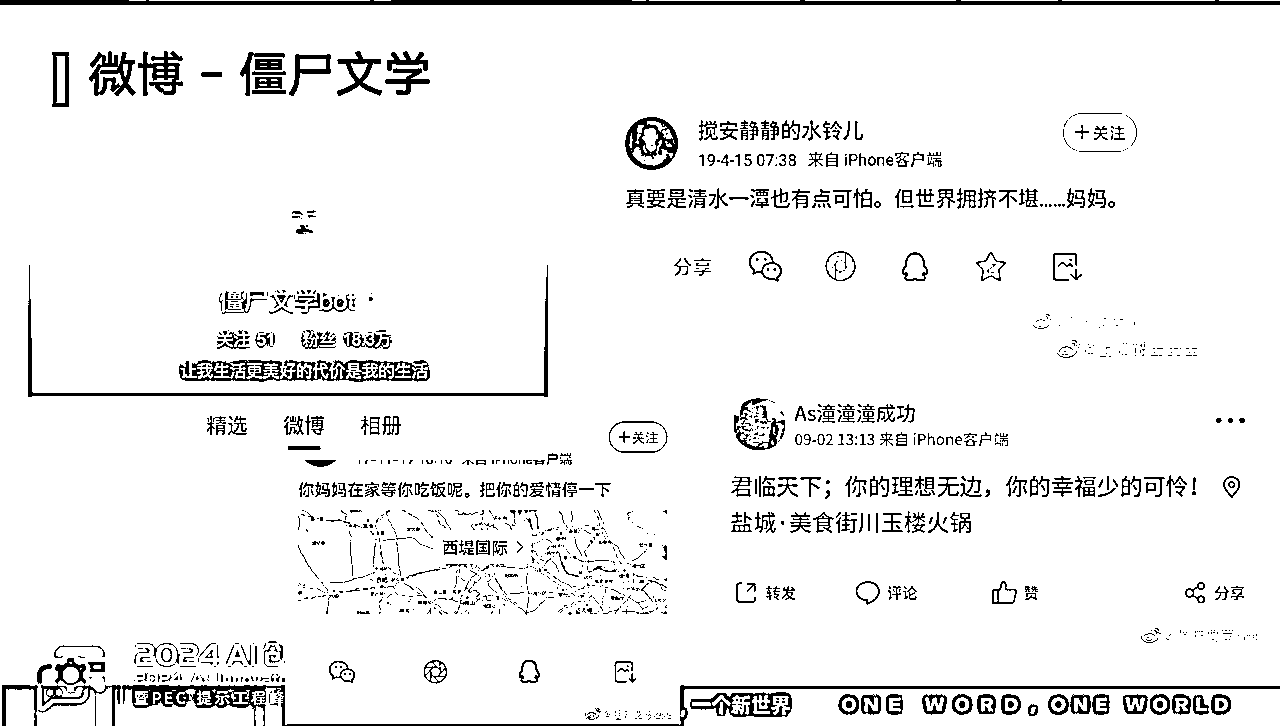 微博 - 僵尸文学
搅安静静的水铃儿
+关注
19-4-15 07:38 来自 iPhone客户端
真要是清水一潭也有点可怕。但世界拥挤不堪……妈妈。
分享
僵尸文学bot
关注 51 粉丝 18.3万
让我生活更美好的代价是我的生活
精选 微博 相册
+关注
来自 iPhone客户端
你妈妈在家等你吃饭呢。把你的爱情停一下
西堤国际
As潼潼潼成功
09-02 13:13 来自 iPhone客户端
君临天下；你的理想无边，你的幸福少的可怜！
盐城·美食街川玉楼火锅
转发 评论 赞 分享
2024 AI 创
暨PEC·提示工程峰
一个新世界
ONE WORD, ONE WORLD